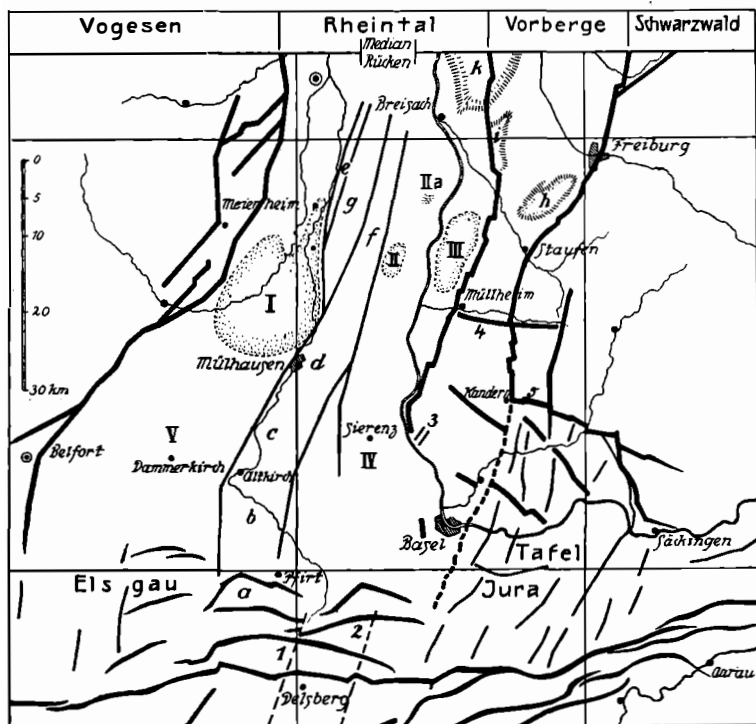 Vogesen Rheintal Vorberge Schwarzwald
Median
Rücken
k
Breisach
0
e
i
Freiburg
5
IIa
g
h
Meienheim
f
10
II
III
Staufen
I
20
Müllheim
4
Mülhausen
d
30 km
Kandern
5
3
c
Sierenz
V
IV
Belfort
Dammerkirch
Altkirch
b
Basel
Tafel
Säckingen
Pfirt
Elsgau
a
Jura
2
1
Aarau
Delsberg